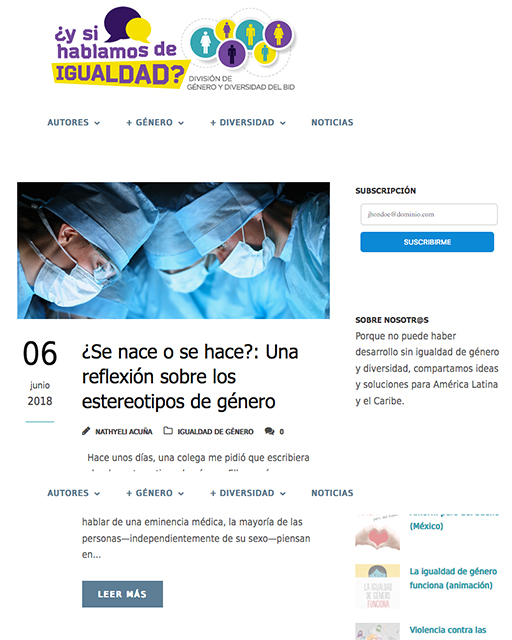 ¿y si
hablamos de
IGUALDAD?
DIVISIÓN DE
GÉNERO Y DIVERSIDAD DEL BID
AUTORES
+ GÉNERO
+ DIVERSIDAD
NOTICIAS
SUBSCRIPCIÓN
jhondoe@dominio.com
SUSCRIBIRME
SOBRE NOSOTR@S
Porque no puede haber
desarrollo sin igualdad de género
y diversidad, compartamos ideas
y soluciones para América Latina
y el Caribe.
06
junio
2018
¿Se nace o se hace?: Una
reflexión sobre los
estereotipos de género
NATHYELI ACUÑA
IGUALDAD DE GÉNERO
0
Hace unos días, una colega me pidió que escribiera
AUTORES
+ GÉNERO
+ DIVERSIDAD
NOTICIAS
hablar de una eminencia médica, la mayoría de las
personas—independientemente de su sexo—piensan
en...
LEER MÁS
(México)
La igualdad de género
funciona (animación)
LA IGUALDAD
DE GÉNERO
FUNCIONA
Violencia contra las